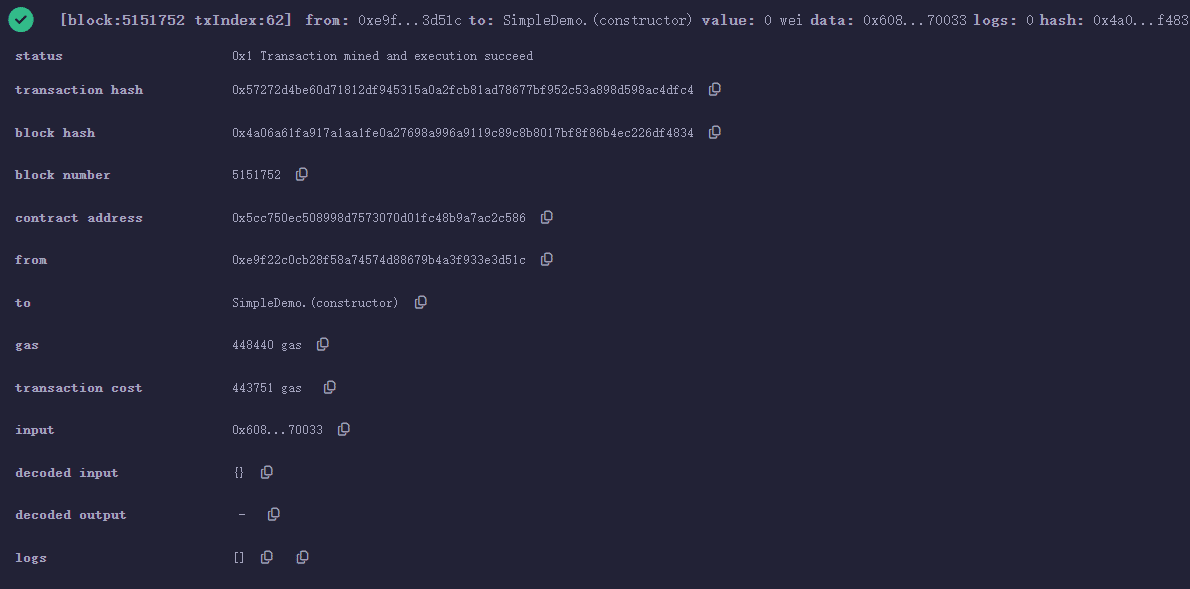 [block:5151752 txIndex:62] from: 0xe9f...3d51c to: SimpleDemo.(constructor) value: 0 wei data: 0x608...70033 logs: 0 hash: 0x4a0...f483
status 0x1 Transaction mined and execution succeed
transaction hash 0x57272d4be60d71812df945315a0a2fcb81ad78677bf952c53a898d598ac4dfc4
block hash 0x4a06a61fa917a1aa1fe0a27698a996a9119c89c8b8017bf8f86b4ec226df4834
block number 5151752
contract address 0x5cc750ec508998d7573070d01fc48b9a7ac2c586
from 0xe9f22c0cb28f58a74574d88679b4a3f933e3d51c
to SimpleDemo.(constructor)
gas 448440 gas
transaction cost 443751 gas
input 0x608...70033
decoded input {}
decoded output -
logs []